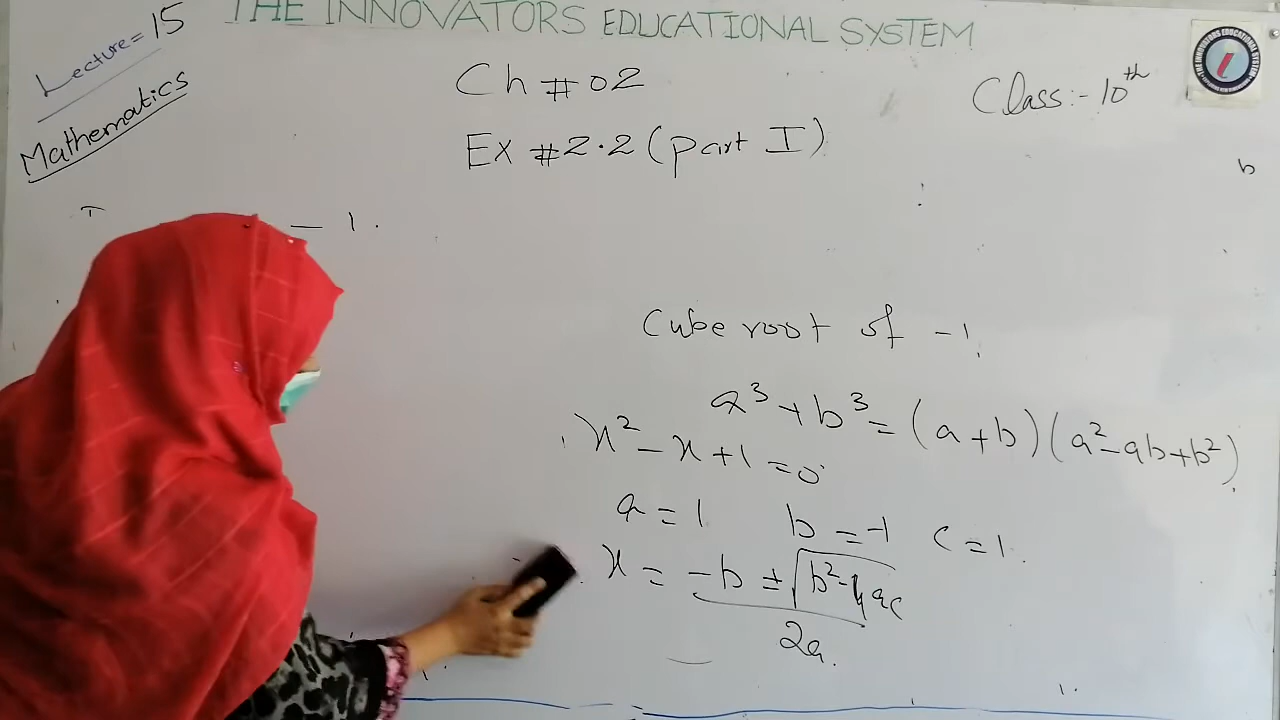 THE INNOVATORS EDUCATIONAL SYSTEM
Lecture = 15
Mathematics
Ch # 02
Class:- 10th
Ex # 2.2 (part I)
b
- 1.
Cube root of -1.
a³ + b³ = (a+b)(a²-ab+b²).
x² - x + 1 = 0
a = 1 b = -1 c = 1.
x = -b ± √b²-4ac
2a.